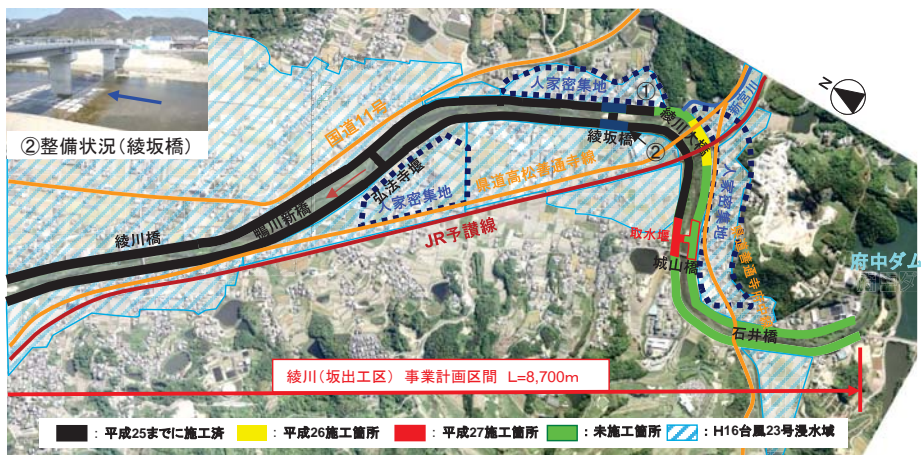 ②整備状況(綾坂橋)
国道11号
人家密集地
①
新宮川
N
綾坂橋
②
弘法寺堰
人家密集地
県道高松善通寺線
人家密集地
綾川橋
鴨川新橋
JR予讃線
取水堰
城山橋
府中ダム
石井橋
綾川(坂出工区) 事業計画区間 L=8,700m
: 平成25までに施工済 : 平成26施工箇所 : 平成27施工箇所 : 未施工箇所 : H16台風23号浸水域